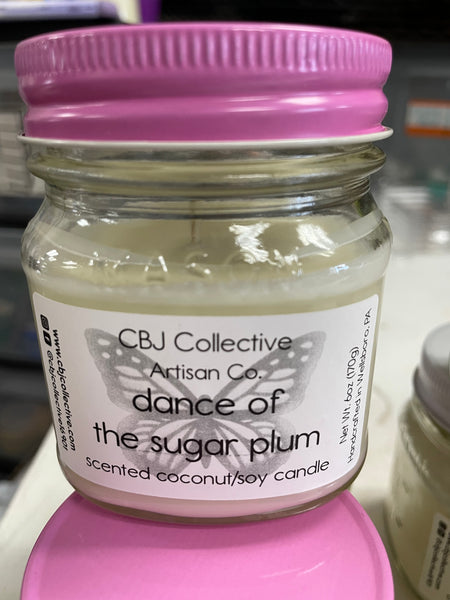 CBJ Collective
Artisan Co.
dance of
the sugar plum
scented coconut/soy candle
www.cbjcollective.com
Net Wt. 6oz (170g)
Handcrafted in Wellsboro, PA
MASON